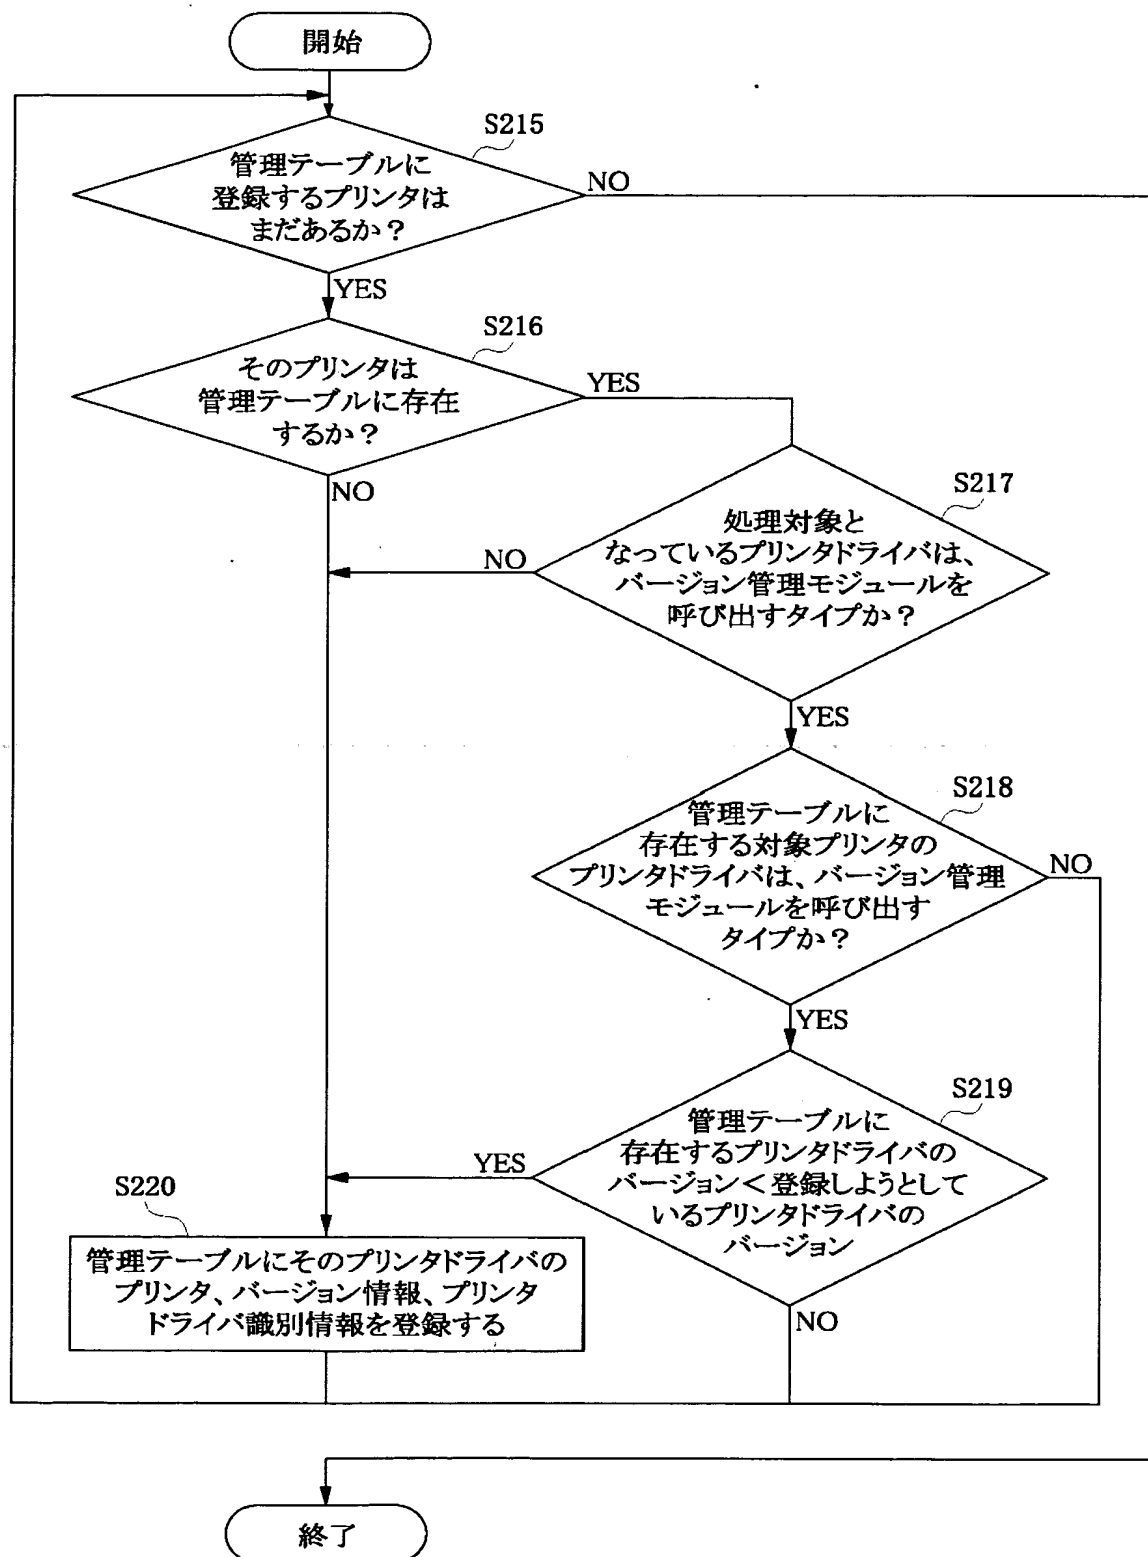 開始
S215
管理テーブルに
登録するプリンタは
まだあるか？
NO
YES
S216
そのプリンタは
管理テーブルに存在
するか？
YES
NO
S217
処理対象と
なっているプリンタドライバは、
バージョン管理モジュールを
呼び出すタイプか？
NO
YES
S218
管理テーブルに
存在する対象プリンタの
プリンタドライバは、バージョン管理
モジュールを呼び出す
タイプか？
NO
YES
S219
管理テーブルに
存在するプリンタドライバの
バージョン＜登録しようとして
いるプリンタドライバの
バージョン
YES
NO
S220
管理テーブルにそのプリンタドライバの
プリンタ、バージョン情報、プリンタ
ドライバ識別情報を登録する
終了